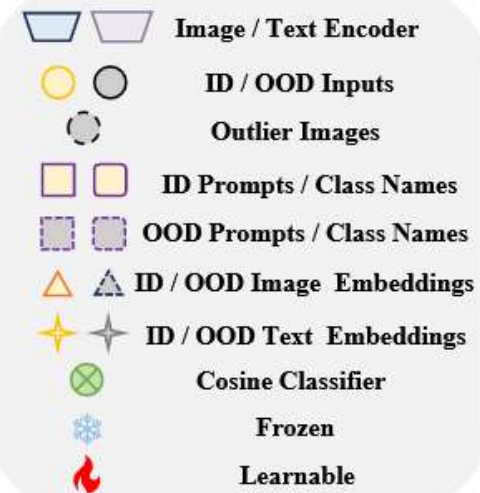 Image / Text Encoder
ID / OOD Inputs
Outlier Images
ID Prompts / Class Names
OOD Prompts / Class Names
ID / OOD Image Embeddings
ID / OOD Text Embeddings
Cosine Classifier
Frozen
Learnable